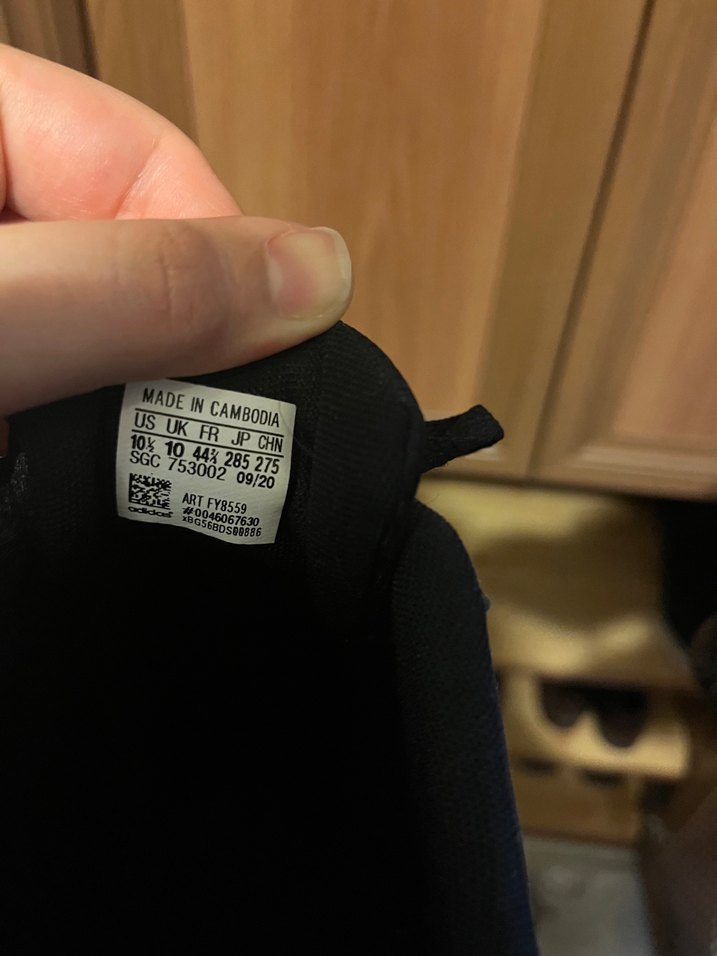 MADE IN CAMBODIA
US UK FR JP CHN
10½ 10 44⅔ 285 275
SGC 753002 09/20
ART FY8559
#0046067630
xBG56BDS00886
adidas